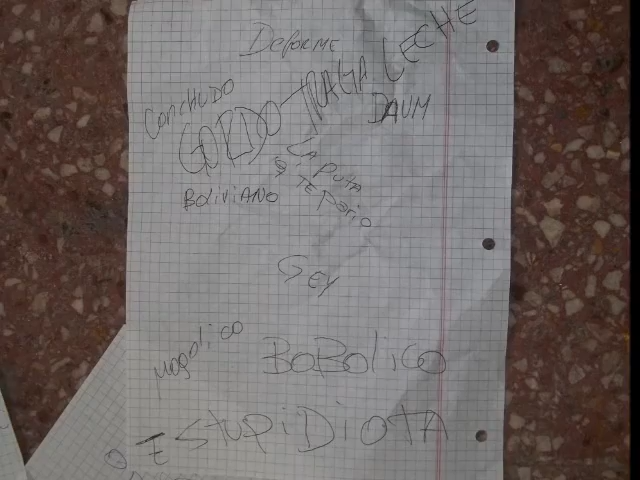 Deforme
Conchudo
GORDO TRAGA LECHE
DAUM
LA PUTA
Q TE Pario
Boliviano
Gey
mogolico
BoBolico
EstupiDiota